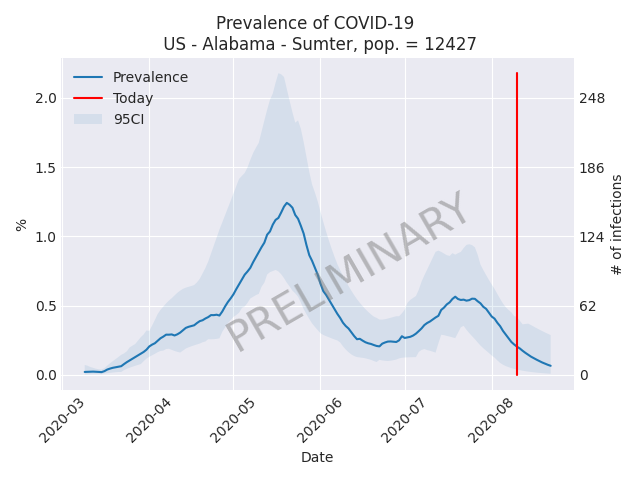 Prevalence of COVID-19
US - Alabama - Sumter, pop. = 12427
Prevalence
Today
95CI
2.0
1.5
1.0
0.5
0.0
%
248
186
124
62
0
# of infections
PRELIMINARY
2020-03
2020-04
2020-05
2020-06
2020-07
2020-08
Date